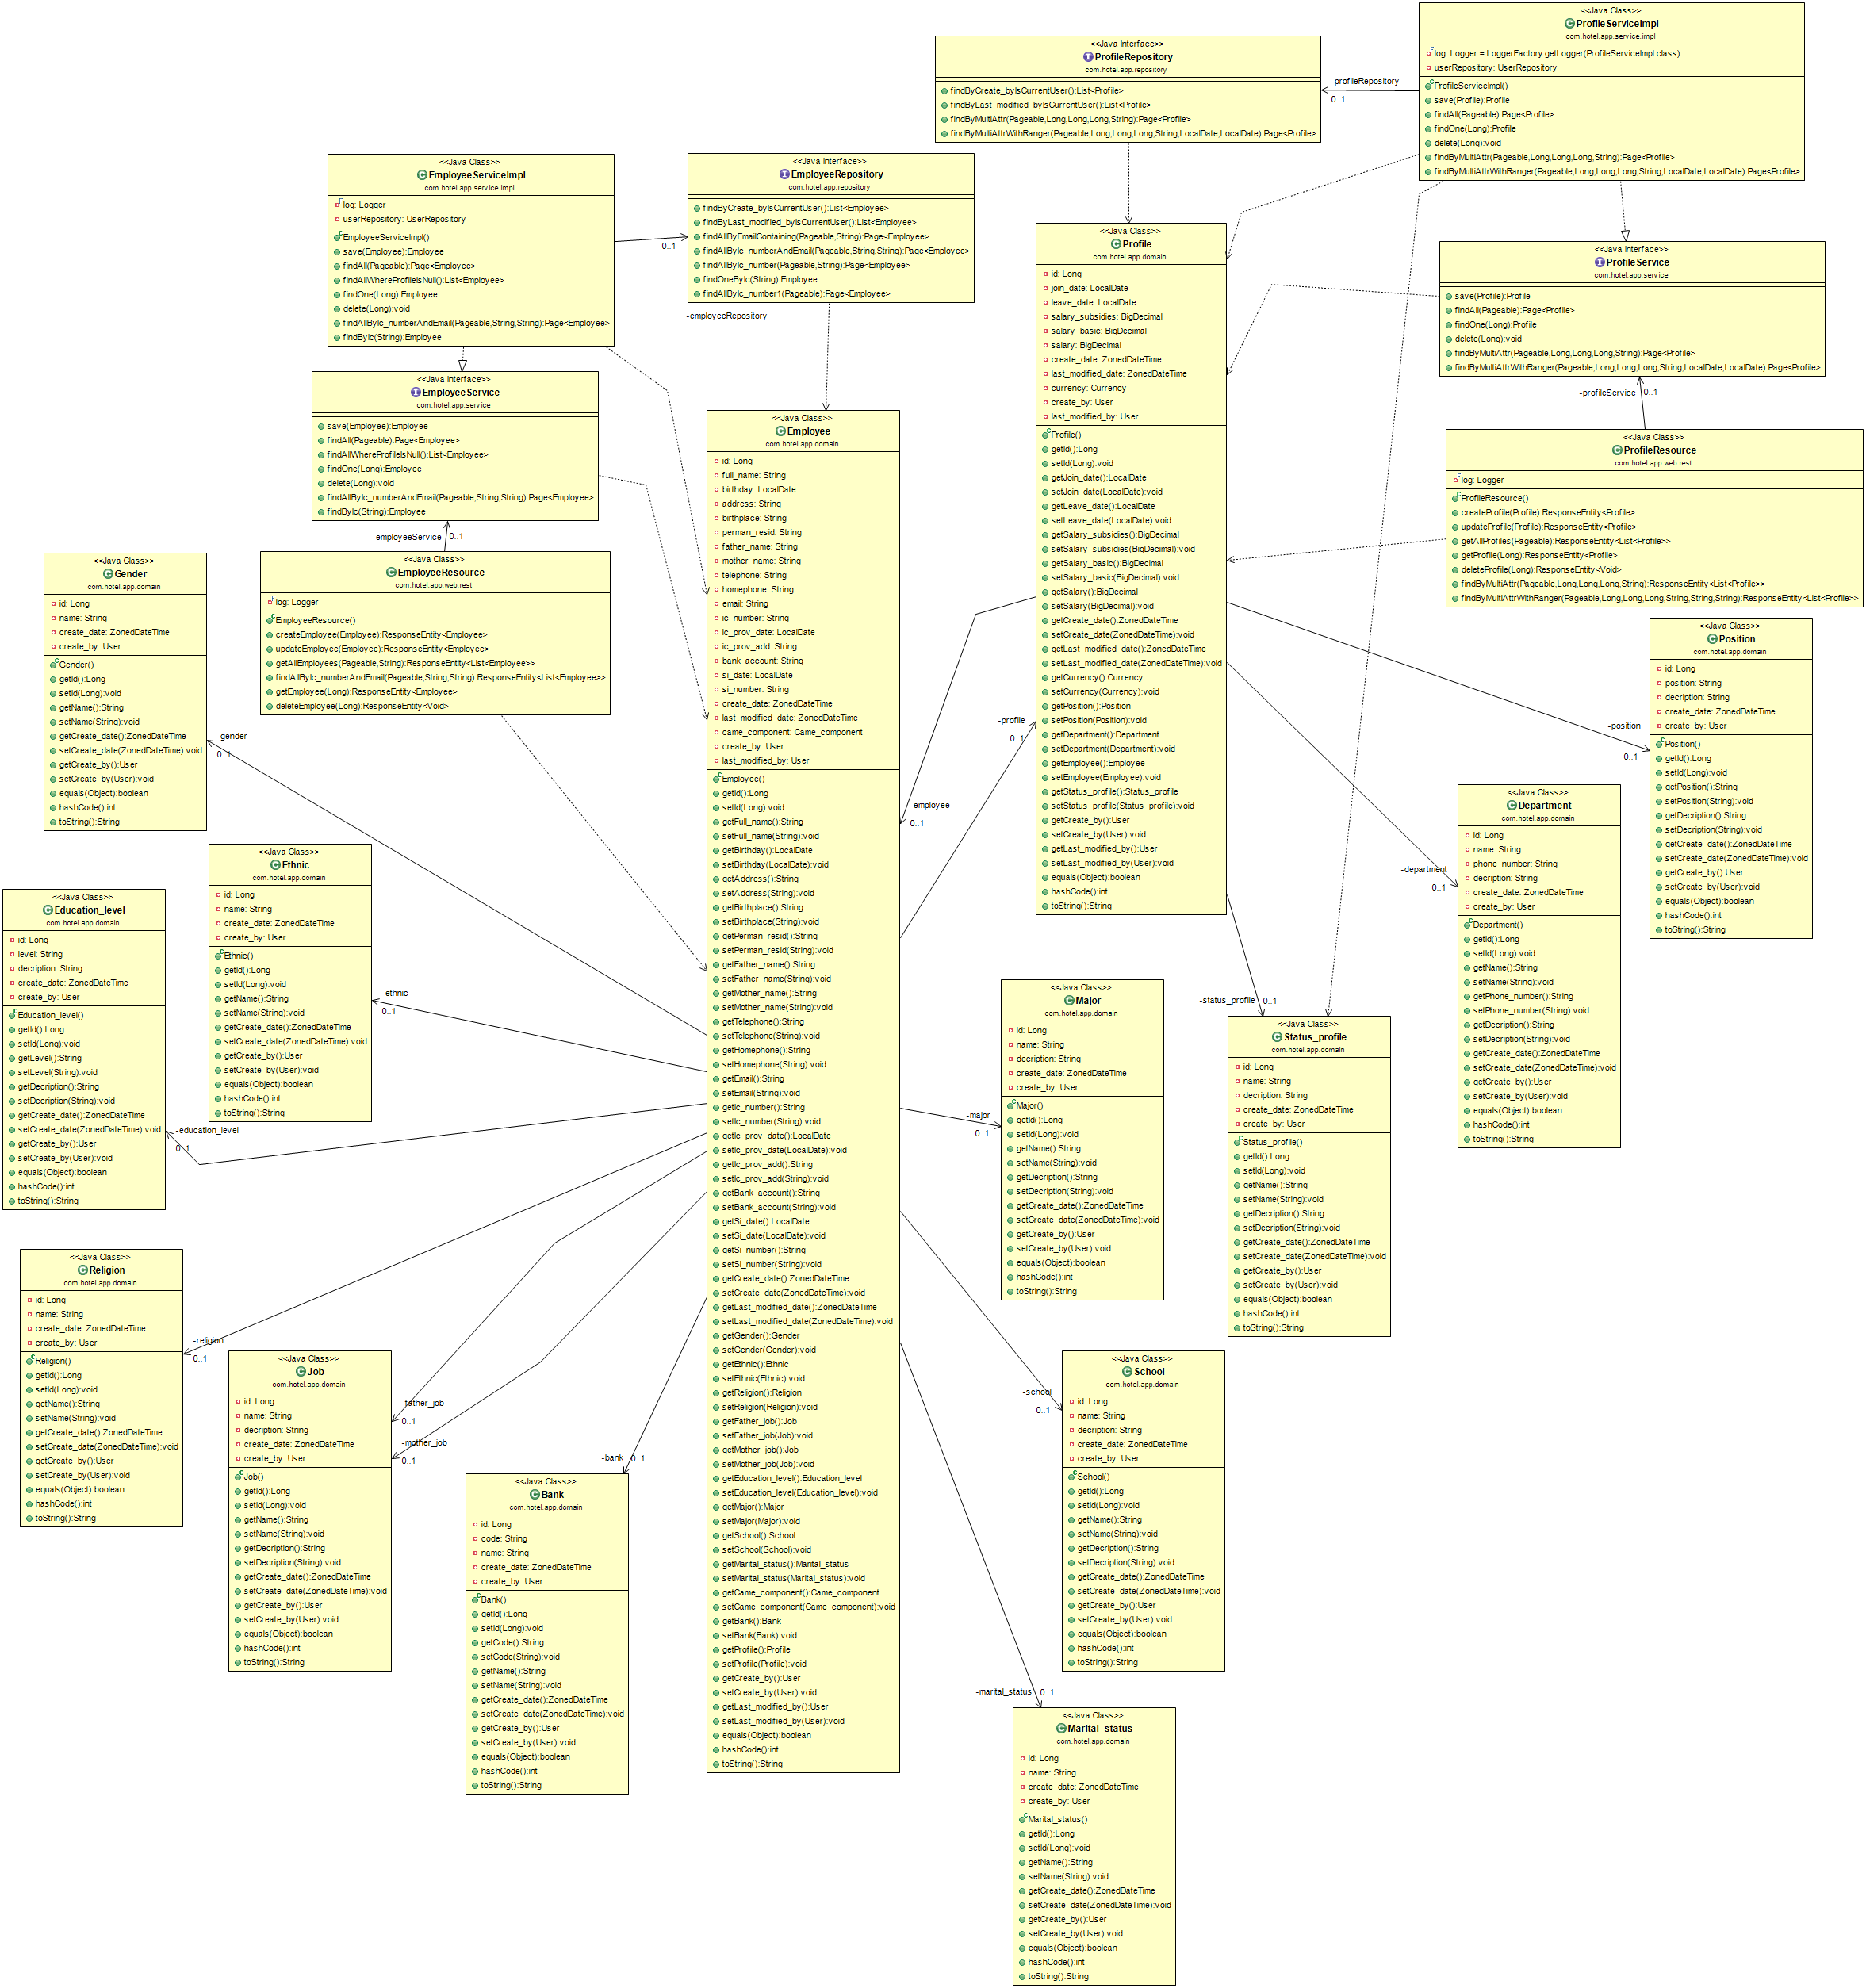 <<Java Class>>
ProfileServiceImpl
com.hotel.app.service.impl
log: Logger = LoggerFactory.getLogger(ProfileServiceImpl.class)
userRepository: UserRepository
ProfileServiceImpl()
save(Profile):Profile
findAll(Pageable):Page<Profile>
findOne(Long):Profile
delete(Long):void
findByMultiAttr(Pageable,Long,Long,Long,String):Page<Profile>
findByMultiAttrWithRanger(Pageable,Long,Long,Long,String,LocalDate,LocalDate):Page<Profile>
<<Java Interface>>
ProfileRepository
com.hotel.app.repository
findByCreate_byIsCurrentUser():List<Profile>
findByLast_modified_byIsCurrentUser():List<Profile>
findByMultiAttr(Pageable,Long,Long,Long,String):Page<Profile>
findByMultiAttrWithRanger(Pageable,Long,Long,Long,String,LocalDate,LocalDate):Page<Profile>
-profileRepository
0..1
<<Java Class>>
EmployeeServiceImpl
com.hotel.app.service.impl
log: Logger
userRepository: UserRepository
EmployeeServiceImpl()
save(Employee):Employee
findAll(Pageable):Page<Employee>
findAllWhereProfileIsNull():List<Employee>
findOne(Long):Employee
delete(Long):void
findAllByIc_numberAndEmail(Pageable,String,String):Page<Employee>
findByIc(String):Employee
<<Java Interface>>
EmployeeRepository
com.hotel.app.repository
findByCreate_byIsCurrentUser():List<Employee>
findByLast_modified_byIsCurrentUser():List<Employee>
findAllByEmailContaining(Pageable,String):Page<Employee>
findAllByIc_numberAndEmail(Pageable,String,String):Page<Employee>
findAllByIc_number(Pageable,String):Page<Employee>
findOneByIc(String):Employee
findAllByIc_number1(Pageable):Page<Employee>
0..1
-employeeRepository
<<Java Class>>
Profile
com.hotel.app.domain
id: Long
join_date: LocalDate
leave_date: LocalDate
salary_subsidies: BigDecimal
salary_basic: BigDecimal
salary: BigDecimal
create_date: ZonedDateTime
last_modified_date: ZonedDateTime
currency: Currency
create_by: User
last_modified_by: User
Profile()
getId():Long
setId(Long):void
getJoin_date():LocalDate
setJoin_date(LocalDate):void
getLeave_date():LocalDate
setLeave_date(LocalDate):void
getSalary_subsidies():BigDecimal
setSalary_subsidies(BigDecimal):void
getSalary_basic():BigDecimal
setSalary_basic(BigDecimal):void
getSalary():BigDecimal
setSalary(BigDecimal):void
getCreate_date():ZonedDateTime
setCreate_date(ZonedDateTime):void
getLast_modified_date():ZonedDateTime
setLast_modified_date(ZonedDateTime):void
getCurrency():Currency
setCurrency(Currency):void
getPosition():Position
setPosition(Position):void
getDepartment():Department
setDepartment(Department):void
getEmployee():Employee
setEmployee(Employee):void
getStatus_profile():Status_profile
setStatus_profile(Status_profile):void
getCreate_by():User
setCreate_by(User):void
getLast_modified_by():User
setLast_modified_by(User):void
equals(Object):boolean
hashCode():int
toString():String
<<Java Interface>>
ProfileService
com.hotel.app.service
save(Profile):Profile
findAll(Pageable):Page<Profile>
findOne(Long):Profile
delete(Long):void
findByMultiAttr(Pageable,Long,Long,Long,String):Page<Profile>
findByMultiAttrWithRanger(Pageable,Long,Long,Long,String,LocalDate,LocalDate):Page<Profile>
-profileService
0..1
<<Java Interface>>
EmployeeService
com.hotel.app.service
save(Employee):Employee
findAll(Pageable):Page<Employee>
findAllWhereProfileIsNull():List<Employee>
findOne(Long):Employee
delete(Long):void
findAllByIc_numberAndEmail(Pageable,String,String):Page<Employee>
findByIc(String):Employee
-employeeService
0..1
<<Java Class>>
Employee
com.hotel.app.domain
id: Long
full_name: String
birthday: LocalDate
address: String
birthplace: String
perman_resid: String
father_name: String
mother_name: String
telephone: String
homephone: String
email: String
ic_number: String
ic_prov_date: LocalDate
ic_prov_add: String
bank_account: String
si_date: LocalDate
si_number: String
create_date: ZonedDateTime
last_modified_date: ZonedDateTime
came_component: Came_component
create_by: User
last_modified_by: User
Employee()
getId():Long
setId(Long):void
getFull_name():String
setFull_name(String):void
getBirthday():LocalDate
setBirthday(LocalDate):void
getAddress():String
setAddress(String):void
getBirthplace():String
setBirthplace(String):void
getPerman_resid():String
setPerman_resid(String):void
getFather_name():String
setFather_name(String):void
getMother_name():String
setMother_name(String):void
getTelephone():String
setTelephone(String):void
getHomephone():String
setHomephone(String):void
getEmail():String
setEmail(String):void
getIc_number():String
setIc_number(String):void
getIc_prov_date():LocalDate
setIc_prov_date(LocalDate):void
getIc_prov_add():String
setIc_prov_add(String):void
getBank_account():String
setBank_account(String):void
getSi_date():LocalDate
setSi_date(LocalDate):void
getSi_number():String
setSi_number(String):void
getCreate_date():ZonedDateTime
setCreate_date(ZonedDateTime):void
getLast_modified_date():ZonedDateTime
setLast_modified_date(ZonedDateTime):void
getGender():Gender
setGender(Gender):void
getEthnic():Ethnic
setEthnic(Ethnic):void
getReligion():Religion
setReligion(Religion):void
getFather_job():Job
setFather_job(Job):void
getMother_job():Job
setMother_job(Job):void
getEducation_level():Education_level
setEducation_level(Education_level):void
getMajor():Major
setMajor(Major):void
getSchool():School
setSchool(School):void
getMarital_status():Marital_status
setMarital_status(Marital_status):void
getCame_component():Came_component
setCame_component(Came_component):void
getBank():Bank
setBank(Bank):void
getProfile():Profile
setProfile(Profile):void
getCreate_by():User
setCreate_by(User):void
getLast_modified_by():User
setLast_modified_by(User):void
equals(Object):boolean
hashCode():int
toString():String
<<Java Class>>
ProfileResource
com.hotel.app.web.rest
log: Logger
ProfileResource()
createProfile(Profile):ResponseEntity<Profile>
updateProfile(Profile):ResponseEntity<Profile>
getAllProfiles(Pageable):ResponseEntity<List<Profile>>
getProfile(Long):ResponseEntity<Profile>
deleteProfile(Long):ResponseEntity<Void>
findByMultiAttr(Pageable,Long,Long,Long,String):ResponseEntity<List<Profile>>
findByMultiAttrWithRanger(Pageable,Long,Long,Long,String,String,String):ResponseEntity<List<Profile>>
<<Java Class>>
EmployeeResource
com.hotel.app.web.rest
log: Logger
EmployeeResource()
createEmployee(Employee):ResponseEntity<Employee>
updateEmployee(Employee):ResponseEntity<Employee>
getAllEmployees(Pageable,String):ResponseEntity<List<Employee>>
findAllByIc_numberAndEmail(Pageable,String,String):ResponseEntity<List<Employee>>
getEmployee(Long):ResponseEntity<Employee>
deleteEmployee(Long):ResponseEntity<Void>
<<Java Class>>
Gender
com.hotel.app.domain
id: Long
name: String
create_date: ZonedDateTime
create_by: User
Gender()
getId():Long
setId(Long):void
getName():String
setName(String):void
getCreate_date():ZonedDateTime
setCreate_date(ZonedDateTime):void
getCreate_by():User
setCreate_by(User):void
equals(Object):boolean
hashCode():int
toString():String
-gender
0..1
-profile
0..1
-employee
0..1
<<Java Class>>
Position
com.hotel.app.domain
id: Long
position: String
decription: String
create_date: ZonedDateTime
create_by: User
Position()
getId():Long
setId(Long):void
getPosition():String
setPosition(String):void
getDecription():String
setDecription(String):void
getCreate_date():ZonedDateTime
setCreate_date(ZonedDateTime):void
getCreate_by():User
setCreate_by(User):void
equals(Object):boolean
hashCode():int
toString():String
-position
0..1
<<Java Class>>
Department
com.hotel.app.domain
id: Long
name: String
phone_number: String
decription: String
create_date: ZonedDateTime
create_by: User
Department()
getId():Long
setId(Long):void
getName():String
setName(String):void
getPhone_number():String
setPhone_number(String):void
getDecription():String
setDecription(String):void
getCreate_date():ZonedDateTime
setCreate_date(ZonedDateTime):void
getCreate_by():User
setCreate_by(User):void
equals(Object):boolean
hashCode():int
toString():String
-department
0..1
<<Java Class>>
Ethnic
com.hotel.app.domain
id: Long
name: String
create_date: ZonedDateTime
create_by: User
Ethnic()
getId():Long
setId(Long):void
getName():String
setName(String):void
getCreate_date():ZonedDateTime
setCreate_date(ZonedDateTime):void
getCreate_by():User
setCreate_by(User):void
equals(Object):boolean
hashCode():int
toString():String
-ethnic
0..1
<<Java Class>>
Education_level
com.hotel.app.domain
id: Long
level: String
decription: String
create_date: ZonedDateTime
create_by: User
Education_level()
getId():Long
setId(Long):void
getLevel():String
setLevel(String):void
getDecription():String
setDecription(String):void
getCreate_date():ZonedDateTime
setCreate_date(ZonedDateTime):void
getCreate_by():User
setCreate_by(User):void
equals(Object):boolean
hashCode():int
toString():String
-education_level
0..1
<<Java Class>>
Major
com.hotel.app.domain
id: Long
name: String
decription: String
create_date: ZonedDateTime
create_by: User
Major()
getId():Long
setId(Long):void
getName():String
setName(String):void
getDecription():String
setDecription(String):void
getCreate_date():ZonedDateTime
setCreate_date(ZonedDateTime):void
getCreate_by():User
setCreate_by(User):void
equals(Object):boolean
hashCode():int
toString():String
-major
0..1
-status_profile
0..1
<<Java Class>>
Status_profile
com.hotel.app.domain
id: Long
name: String
decription: String
create_date: ZonedDateTime
create_by: User
Status_profile()
getId():Long
setId(Long):void
getName():String
setName(String):void
getDecription():String
setDecription(String):void
getCreate_date():ZonedDateTime
setCreate_date(ZonedDateTime):void
getCreate_by():User
setCreate_by(User):void
equals(Object):boolean
hashCode():int
toString():String
<<Java Class>>
Religion
com.hotel.app.domain
id: Long
name: String
create_date: ZonedDateTime
create_by: User
Religion()
getId():Long
setId(Long):void
getName():String
setName(String):void
getCreate_date():ZonedDateTime
setCreate_date(ZonedDateTime):void
getCreate_by():User
setCreate_by(User):void
equals(Object):boolean
hashCode():int
toString():String
-religion
0..1
<<Java Class>>
Job
com.hotel.app.domain
id: Long
name: String
decription: String
create_date: ZonedDateTime
create_by: User
Job()
getId():Long
setId(Long):void
getName():String
setName(String):void
getDecription():String
setDecription(String):void
getCreate_date():ZonedDateTime
setCreate_date(ZonedDateTime):void
getCreate_by():User
setCreate_by(User):void
equals(Object):boolean
hashCode():int
toString():String
-father_job
0..1
-mother_job
0..1
<<Java Class>>
School
com.hotel.app.domain
id: Long
name: String
decription: String
create_date: ZonedDateTime
create_by: User
School()
getId():Long
setId(Long):void
getName():String
setName(String):void
getDecription():String
setDecription(String):void
getCreate_date():ZonedDateTime
setCreate_date(ZonedDateTime):void
getCreate_by():User
setCreate_by(User):void
equals(Object):boolean
hashCode():int
toString():String
-school
0..1
-bank
0..1
<<Java Class>>
Bank
com.hotel.app.domain
id: Long
code: String
name: String
create_date: ZonedDateTime
create_by: User
Bank()
getId():Long
setId(Long):void
getCode():String
setCode(String):void
getName():String
setName(String):void
getCreate_date():ZonedDateTime
setCreate_date(ZonedDateTime):void
getCreate_by():User
setCreate_by(User):void
equals(Object):boolean
hashCode():int
toString():String
-marital_status
0..1
<<Java Class>>
Marital_status
com.hotel.app.domain
id: Long
name: String
create_date: ZonedDateTime
create_by: User
Marital_status()
getId():Long
setId(Long):void
getName():String
setName(String):void
getCreate_date():ZonedDateTime
setCreate_date(ZonedDateTime):void
getCreate_by():User
setCreate_by(User):void
equals(Object):boolean
hashCode():int
toString():String